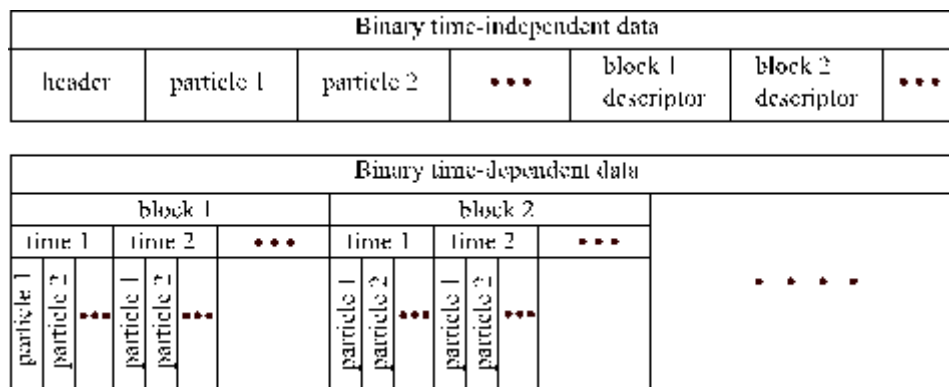 Binary time-independent data
header particle 1 particle 2 ••• block 1 descriptor block 2 descriptor •••
Binary time-dependent data
block 1 block 2
time 1 time 2 ••• time 1 time 2 •••
particle 1 particle 2 ••• particle 1 particle 2 ••• particle 1 particle 2 ••• particle 1 particle 2 ••• • • • •